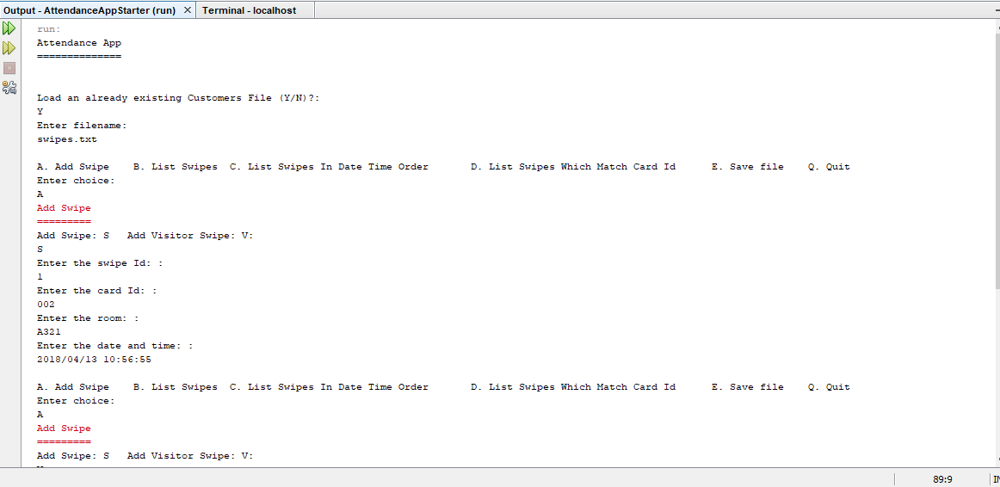 Output - AttendanceAppStarter (run) × Terminal - localhost
run:
Attendance App
==============
Load an already existing Customers File (Y/N)?:
Y
Enter filename:
swipes.txt
A. Add Swipe B. List Swipes C. List Swipes In Date Time Order D. List Swipes Which Match Card Id E. Save file Q. Quit
Enter choice:
A
Add Swipe
=========
Add Swipe: S Add Visitor Swipe: V:
S
Enter the swipe Id: :
1
Enter the card Id: :
002
Enter the room: :
A321
Enter the date and time: :
2018/04/13 10:56:55
A. Add Swipe B. List Swipes C. List Swipes In Date Time Order D. List Swipes Which Match Card Id E. Save file Q. Quit
Enter choice:
A
Add Swipe
=========
Add Swipe: S Add Visitor Swipe: V:
89:9